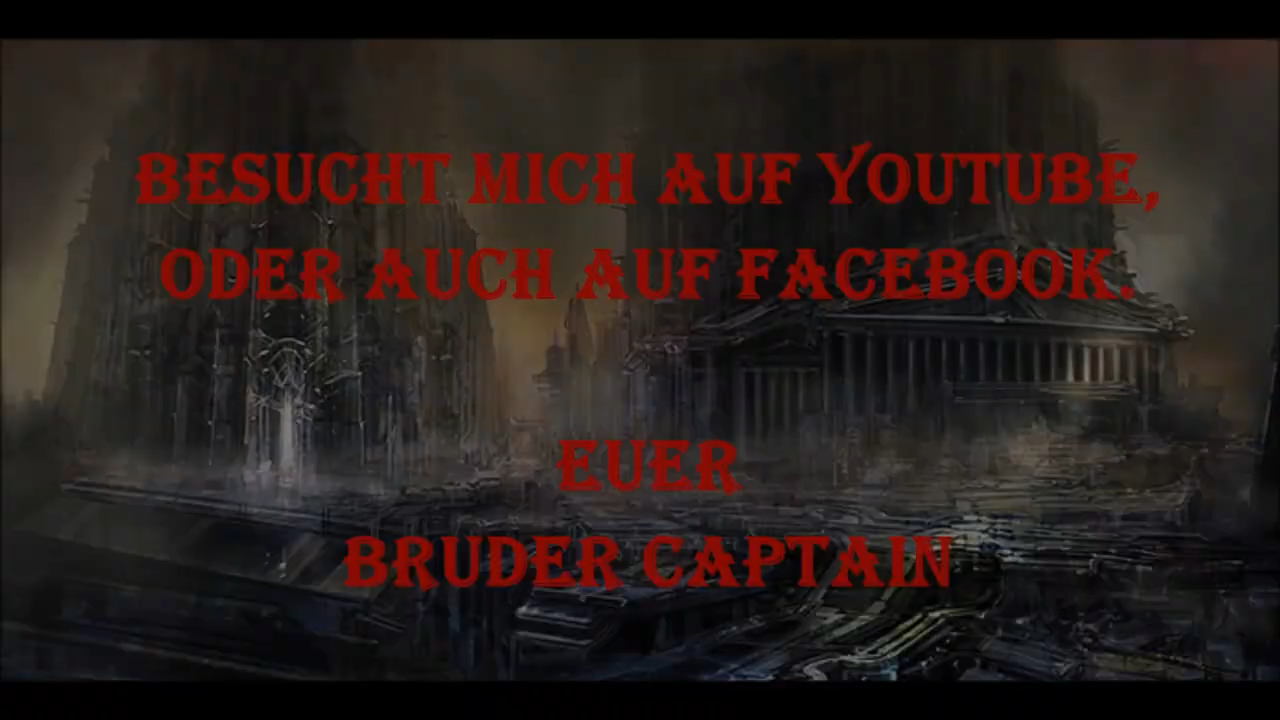 BESUCHT MICH AUF YOUTUBE,
ODER AUCH AUF FACEBOOK.
EUER
BRUDER CAPTAIN